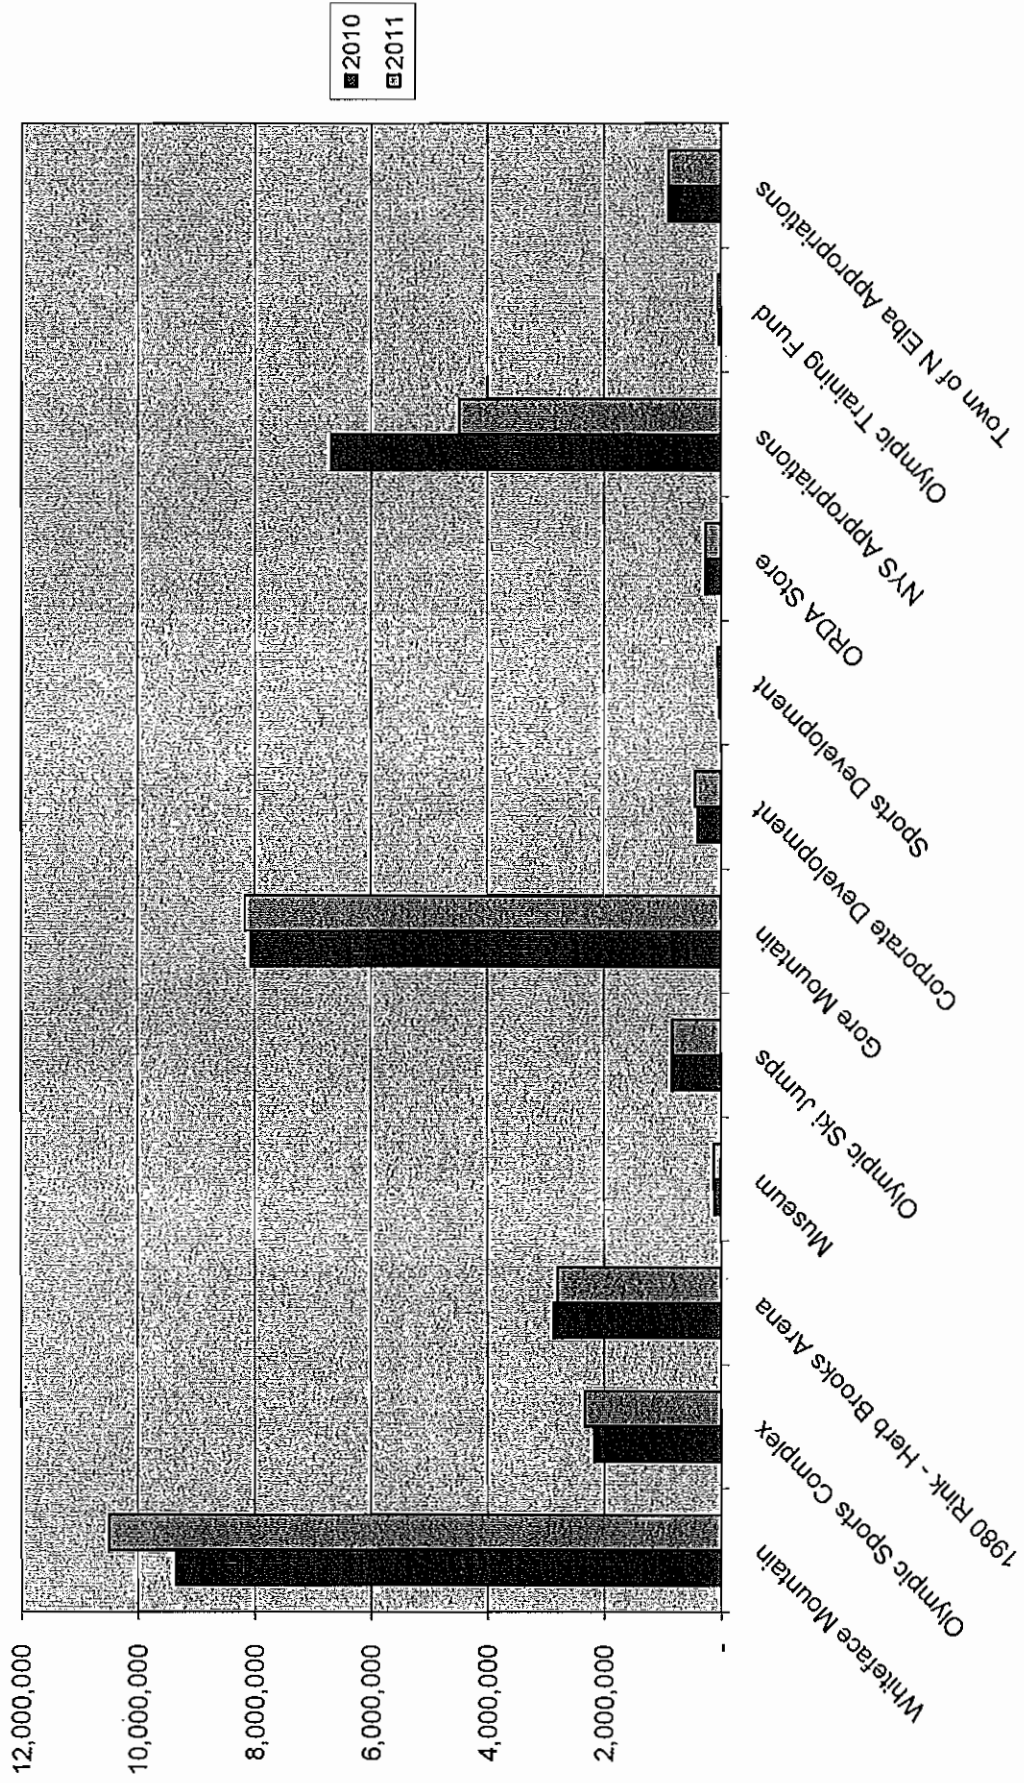 12,000,000
10,000,000
8,000,000
6,000,000
4,000,000
2,000,000
-
Whiteface Mountain
Olympic Sports Complex
1980 Rink - Herb Brooks Arena
Museum
Olympic Ski Jumps
Gore Mountain
Corporate Development
Sports Development
ORDA Store
NYS Appropriations
Olympic Training Fund
Town of N Elba Appropriations
2010
2011